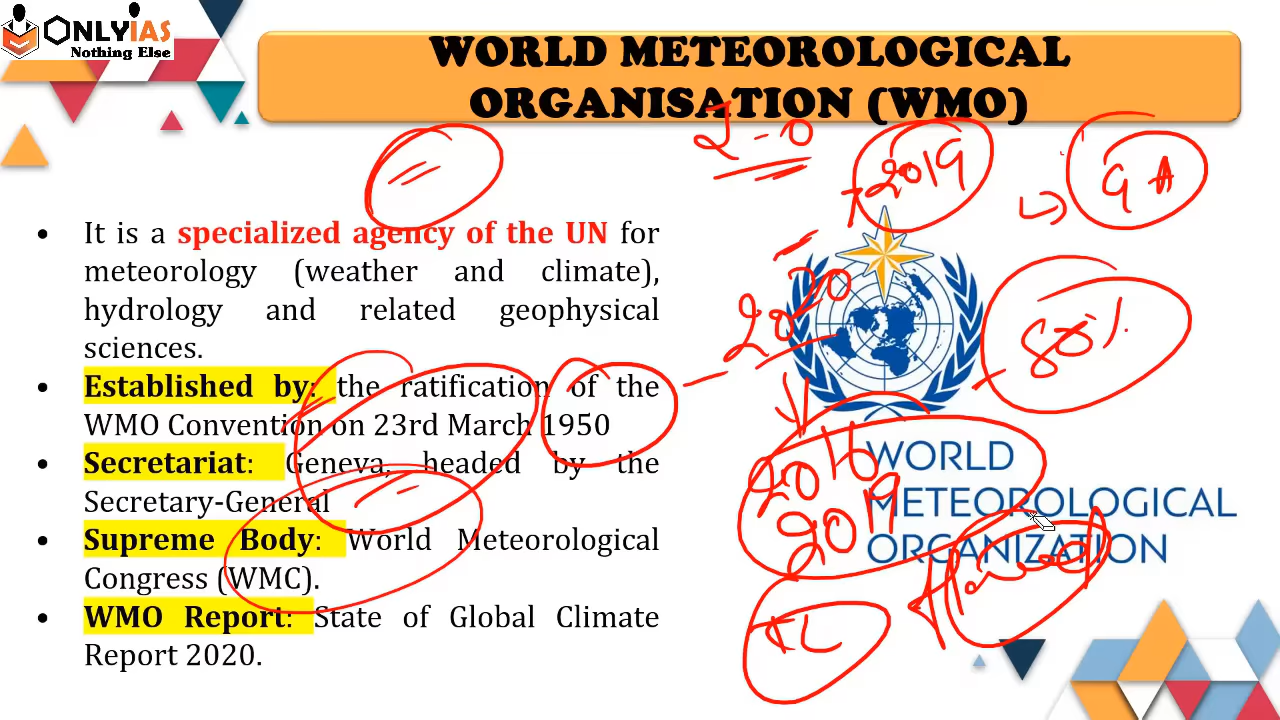 ONLYIAS
Nothing Else
WORLD METEOROLOGICAL
ORGANISATION (WMO)
2019
G A
• It is a specialized agency of the UN for
meteorology (weather and climate),
hydrology and related geophysical
sciences.
• Established by: the ratification of the
WMO Convention on 23rd March 1950
• Secretariat: Geneva, headed by the
Secretary-General
• Supreme Body: World Meteorological
Congress (WMC).
• WMO Report: State of Global Climate
Report 2020.
2020
80%
2016
2019
WORLD
METEOROLOGICAL
ORGANIZATION